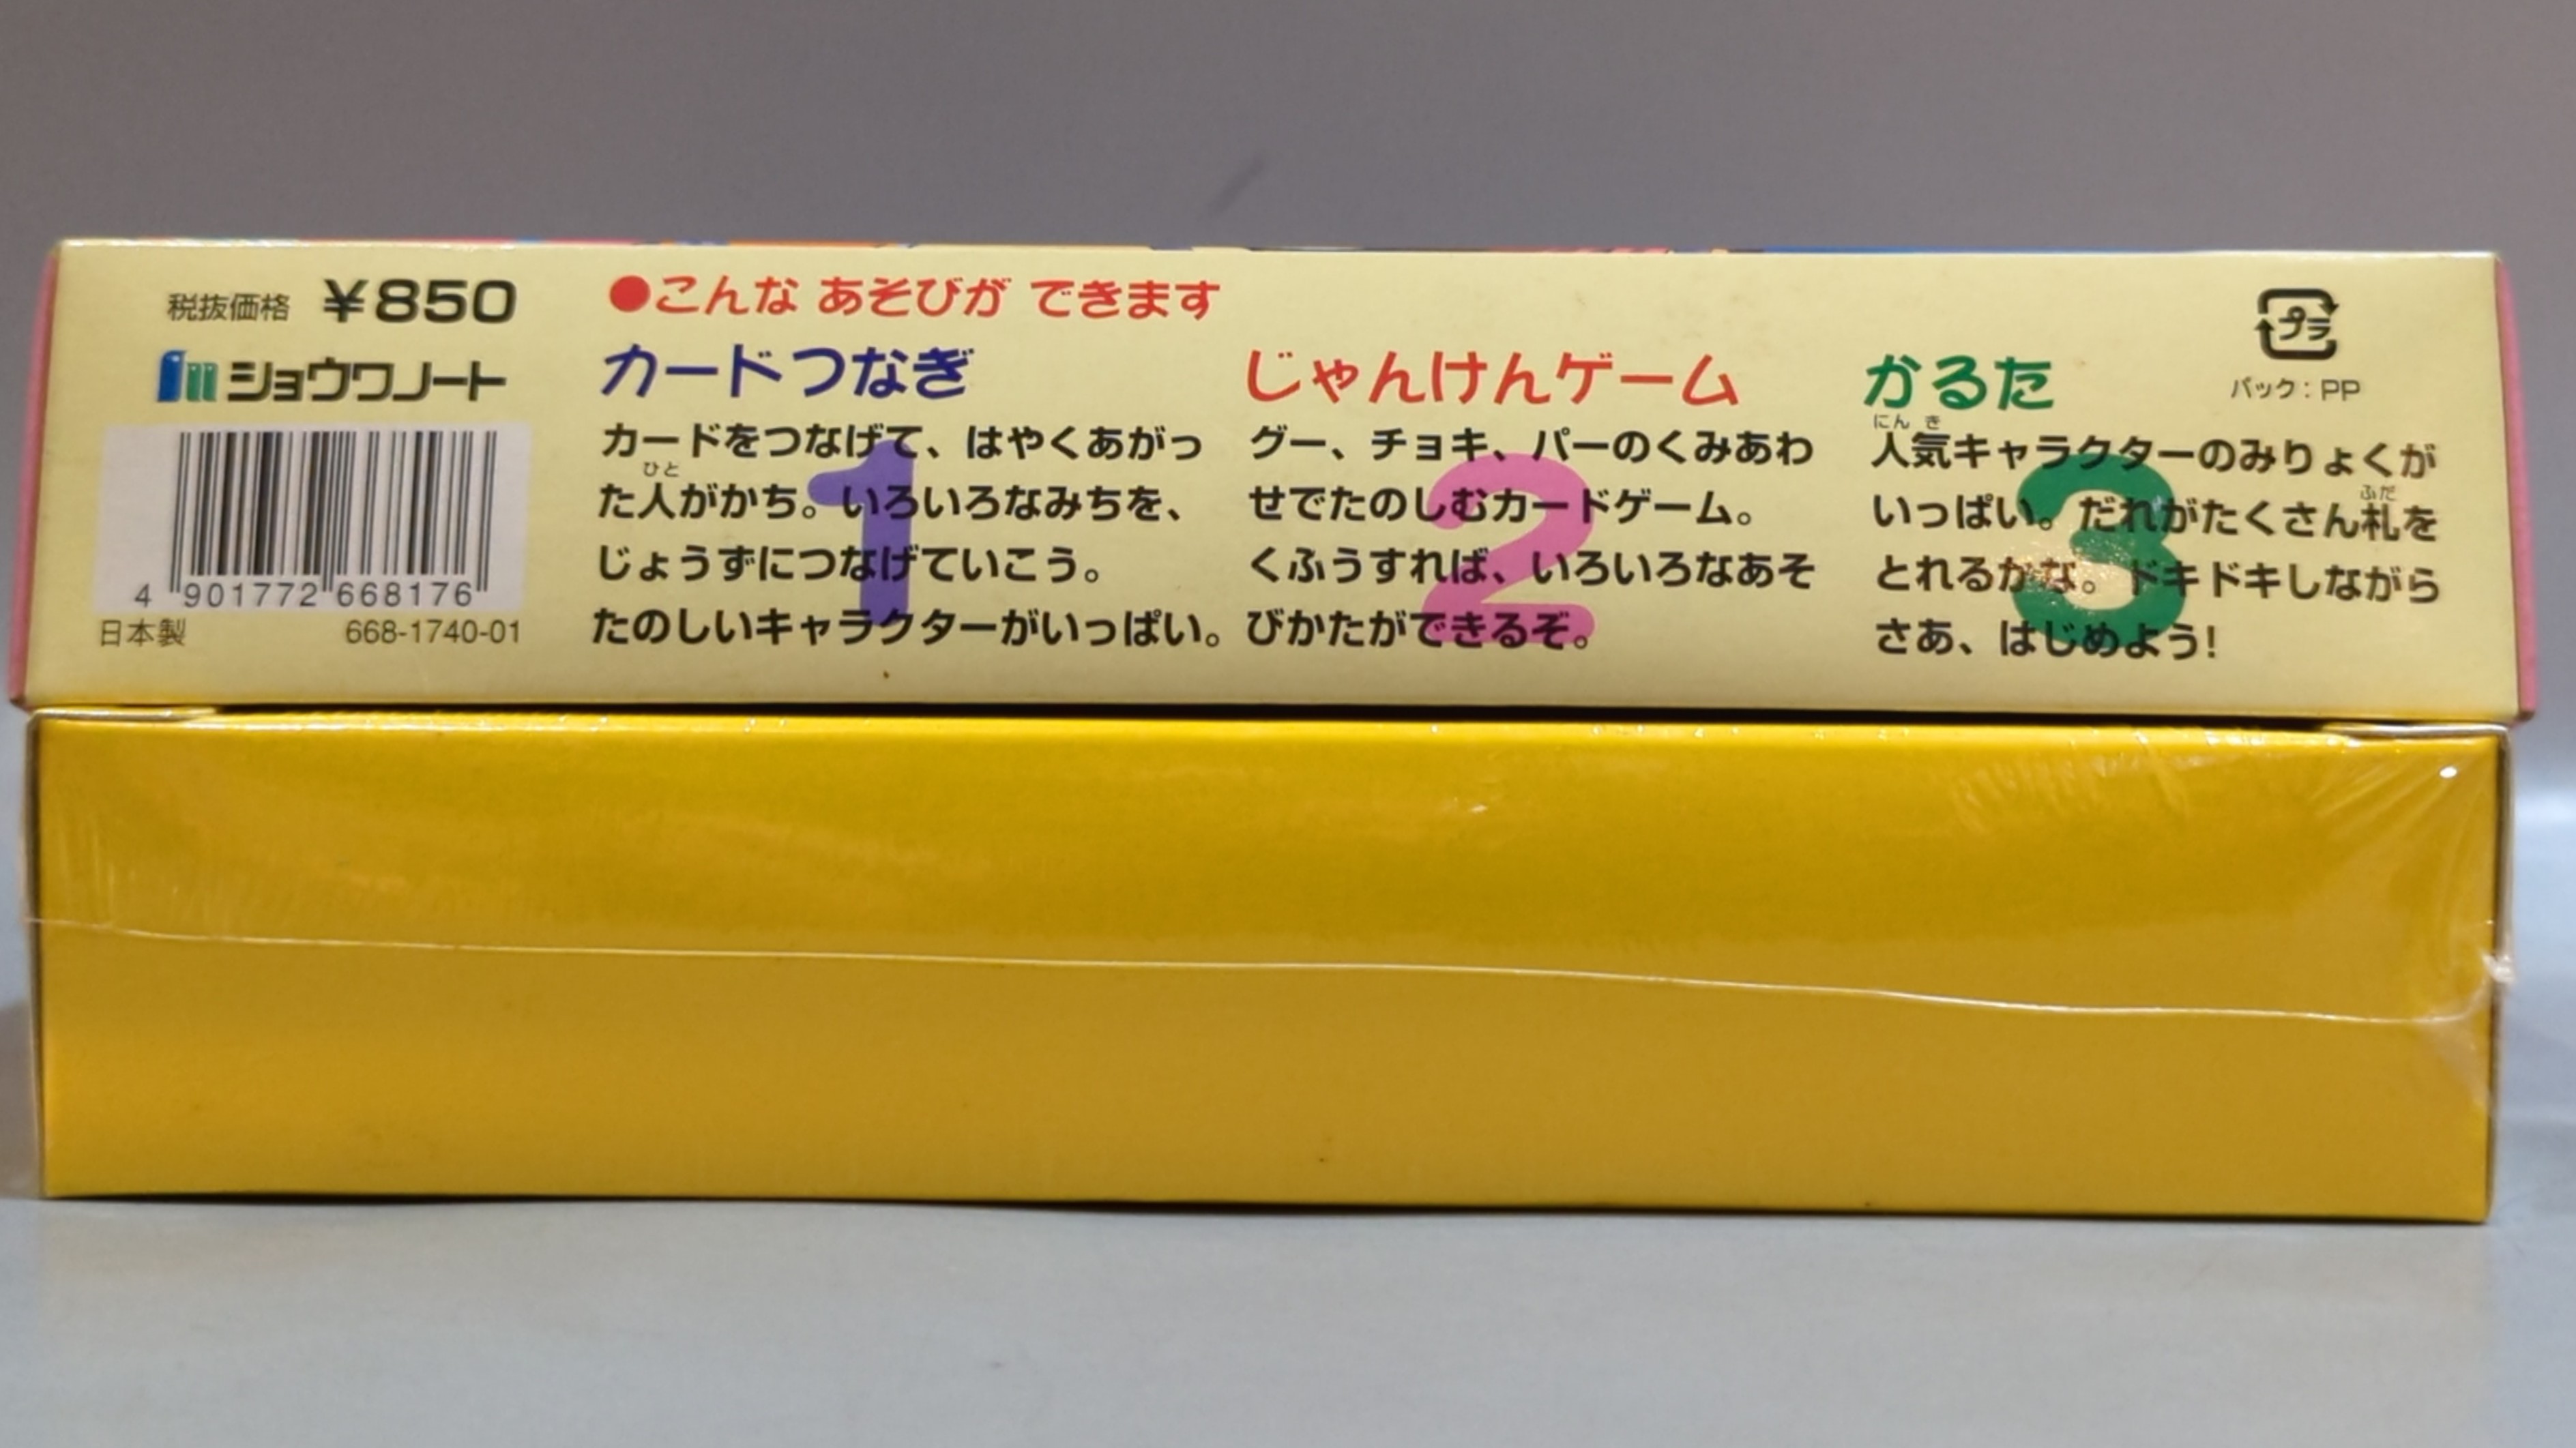 税抜価格 ¥850
ショウワノート
4 901772 668176
日本製 668-1740-01
●こんな あそびが できます
カードつなぎ
カードをつなげて、はやくあがっ
ひと
た人がかち。いろいろなみちを、
じょうずにつなげていこう。
たのしいキャラクターがいっぱい。
1
じゃんけんゲーム
グー、チョキ、パーのくみあわ
せでたのしむカードゲーム。
くふうすれば、いろいろなあそ
びかたができるぞ。
2
かるた
にんき
人気キャラクターのみりょくが
ふだ
いっぱい。だれがたくさん札を
とれるかな。ドキドキしながら
さあ、はじめよう!
3
プラ
パック:PP